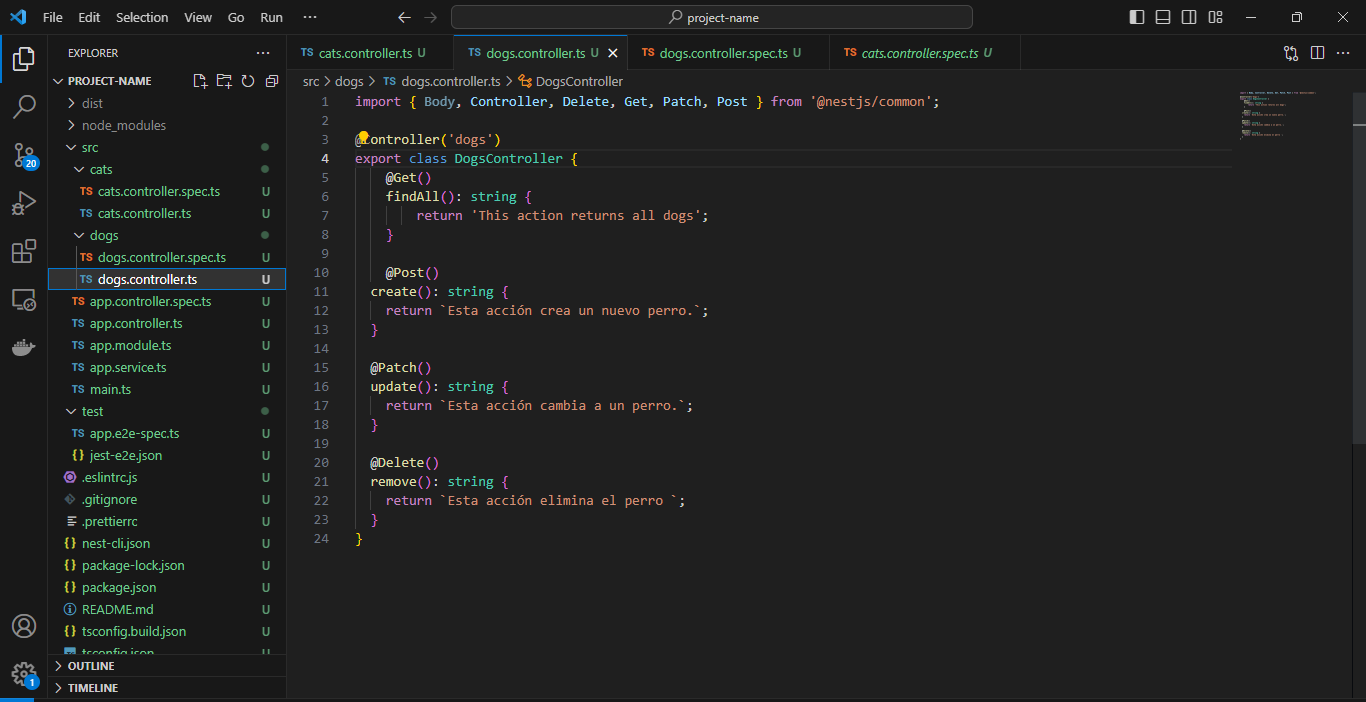 File Edit Selection View Go Run ··· project-name
EXPLORER ···
PROJECT-NAME
dist
node_modules
src
cats
TS cats.controller.spec.ts U
TS cats.controller.ts U
dogs
TS dogs.controller.spec.ts U
TS dogs.controller.ts U
TS app.controller.spec.ts U
TS app.controller.ts U
TS app.module.ts U
TS app.service.ts U
TS main.ts U
test
TS app.e2e-spec.ts U
{} jest-e2e.json U
.eslintrc.js U
.gitignore U
.prettierrc U
{} nest-cli.json U
{} package-lock.json U
{} package.json U
README.md U
{} tsconfig.build.json U
tsconfig.json U
OUTLINE
TIMELINE
20
1
TS cats.controller.ts U TS dogs.controller.ts U TS dogs.controller.spec.ts U TS cats.controller.spec.ts U
src > dogs > TS dogs.controller.ts > DogsController
1 import { Body, Controller, Delete, Get, Patch, Post } from '@nestjs/common';
2
3 @Controller('dogs')
4 export class DogsController {
5 @Get()
6 findAll(): string {
7 return 'This action returns all dogs';
8 }
9
10 @Post()
11 create(): string {
12 return `Esta acción crea un nuevo perro.`;
13 }
14
15 @Patch()
16 update(): string {
17 return `Esta acción cambia a un perro.`;
18 }
19
20 @Delete()
21 remove(): string {
22 return `Esta acción elimina el perro `;
23 }
24 }